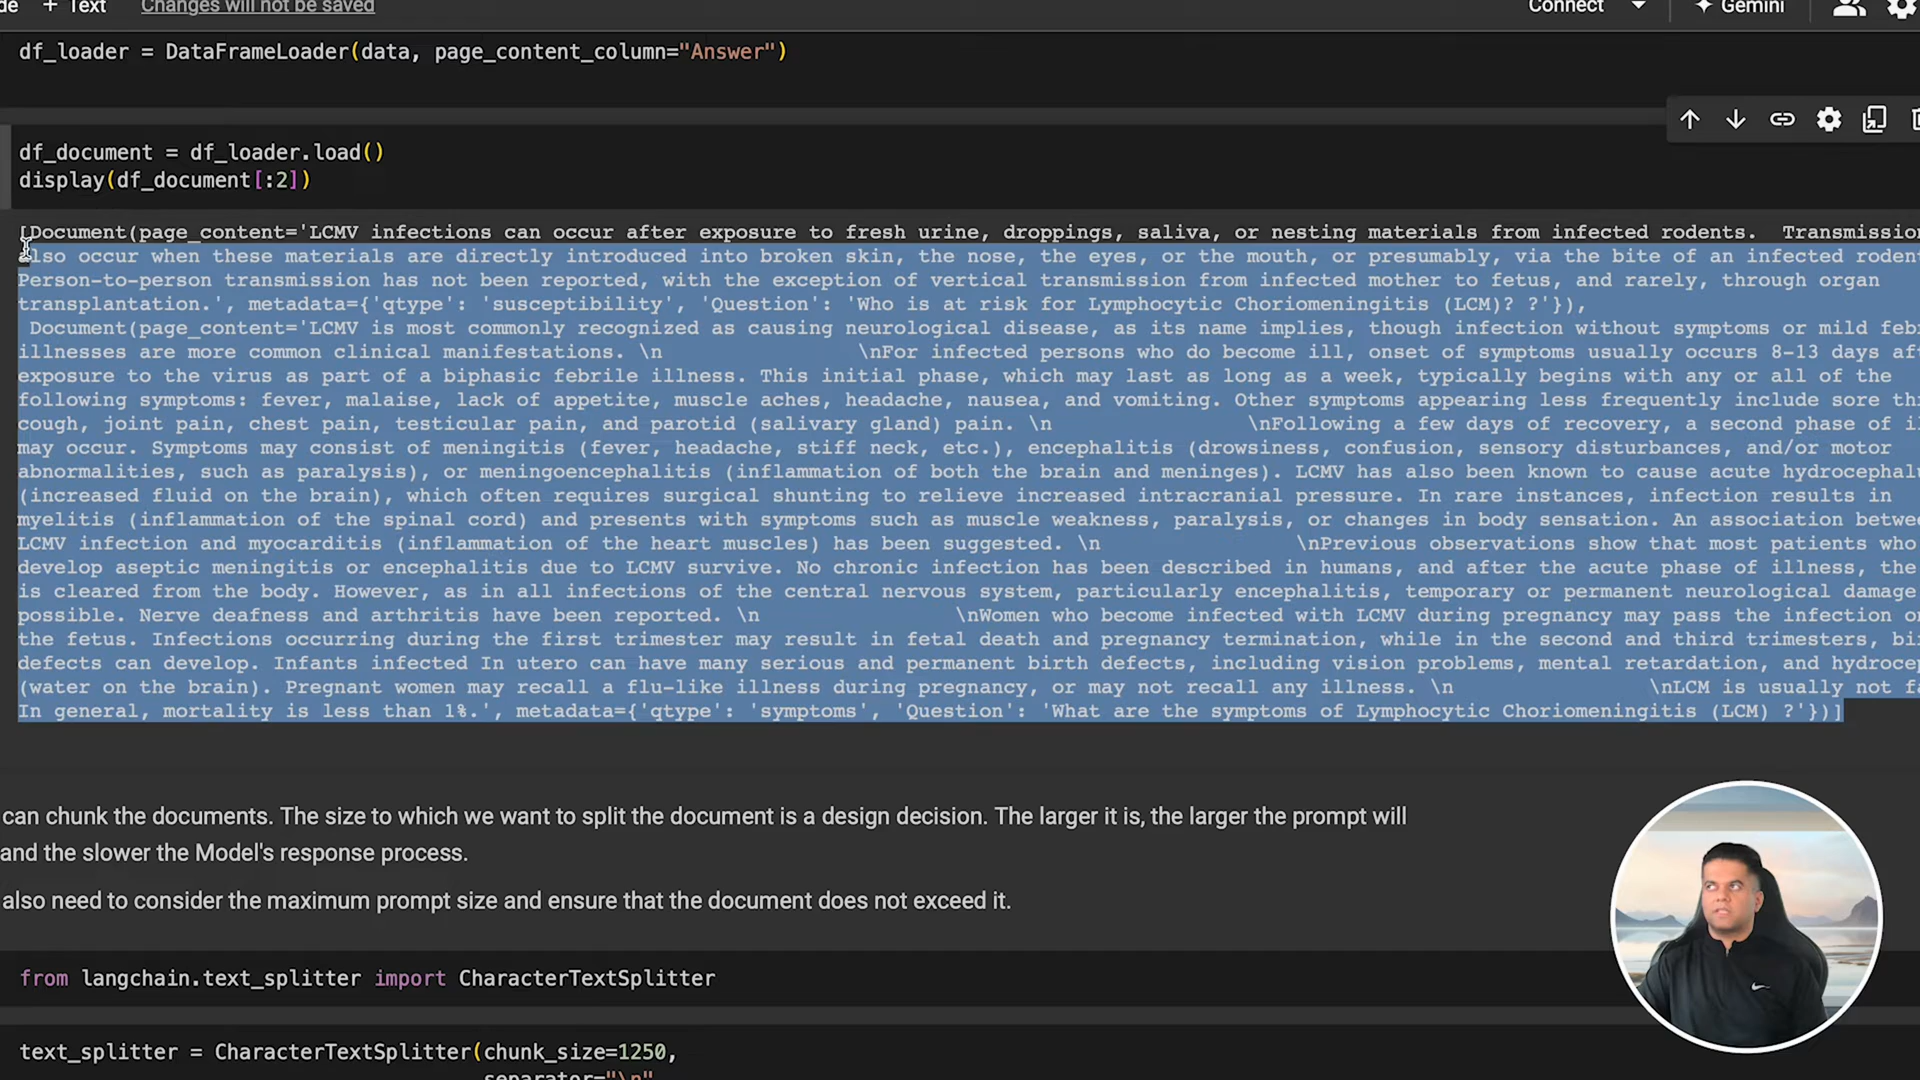 de + Text Changes will not be saved Connect Gemini
df_loader = DataFrameLoader(data, page_content_column="Answer")
df_document = df_loader.load()
display(df_document[:2])
[Document(page_content='LCMV infections can occur after exposure to fresh urine, droppings, saliva, or nesting materials from infected rodents.  Transmission
also occur when these materials are directly introduced into broken skin, the nose, the eyes, or the mouth, or presumably, via the bite of an infected rodent
Person-to-person transmission has not been reported, with the exception of vertical transmission from infected mother to fetus, and rarely, through organ
transplantation.', metadata={'qtype': 'susceptibility', 'Question': 'Who is at risk for Lymphocytic Choriomeningitis (LCM)? ?'}),
Document(page_content='LCMV is most commonly recognized as causing neurological disease, as its name implies, though infection without symptoms or mild feb
illnesses are more common clinical manifestations. \n                \nFor infected persons who do become ill, onset of symptoms usually occurs 8-13 days aft
exposure to the virus as part of a biphasic febrile illness. This initial phase, which may last as long as a week, typically begins with any or all of the
following symptoms: fever, malaise, lack of appetite, muscle aches, headache, nausea, and vomiting. Other symptoms appearing less frequently include sore th
cough, joint pain, chest pain, testicular pain, and parotid (salivary gland) pain. \n                \nFollowing a few days of recovery, a second phase of il
may occur. Symptoms may consist of meningitis (fever, headache, stiff neck, etc.), encephalitis (drowsiness, confusion, sensory disturbances, and/or motor
abnormalities, such as paralysis), or meningoencephalitis (inflammation of both the brain and meninges). LCMV has also been known to cause acute hydrocephal
(increased fluid on the brain), which often requires surgical shunting to relieve increased intracranial pressure. In rare instances, infection results in
myelitis (inflammation of the spinal cord) and presents with symptoms such as muscle weakness, paralysis, or changes in body sensation. An association betwee
LCMV infection and myocarditis (inflammation of the heart muscles) has been suggested. \n                \nPrevious observations show that most patients who
develop aseptic meningitis or encephalitis due to LCMV survive. No chronic infection has been described in humans, and after the acute phase of illness, the
is cleared from the body. However, as in all infections of the central nervous system, particularly encephalitis, temporary or permanent neurological damage
possible. Nerve deafness and arthritis have been reported. \n                \nWomen who become infected with LCMV during pregnancy may pass the infection o
the fetus. Infections occurring during the first trimester may result in fetal death and pregnancy termination, while in the second and third trimesters, bi
defects can develop. Infants infected In utero can have many serious and permanent birth defects, including vision problems, mental retardation, and hydrocep
(water on the brain). Pregnant women may recall a flu-like illness during pregnancy, or may not recall any illness. \n                \nLCM is usually not fa
In general, mortality is less than 1%.', metadata={'qtype': 'symptoms', 'Question': 'What are the symptoms of Lymphocytic Choriomeningitis (LCM) ?'})]
can chunk the documents. The size to which we want to split the document is a design decision. The larger it is, the larger the prompt will
and the slower the Model's response process.
also need to consider the maximum prompt size and ensure that the document does not exceed it.
from langchain.text_splitter import CharacterTextSplitter
text_splitter = CharacterTextSplitter(chunk_size=1250,
separator="\n"